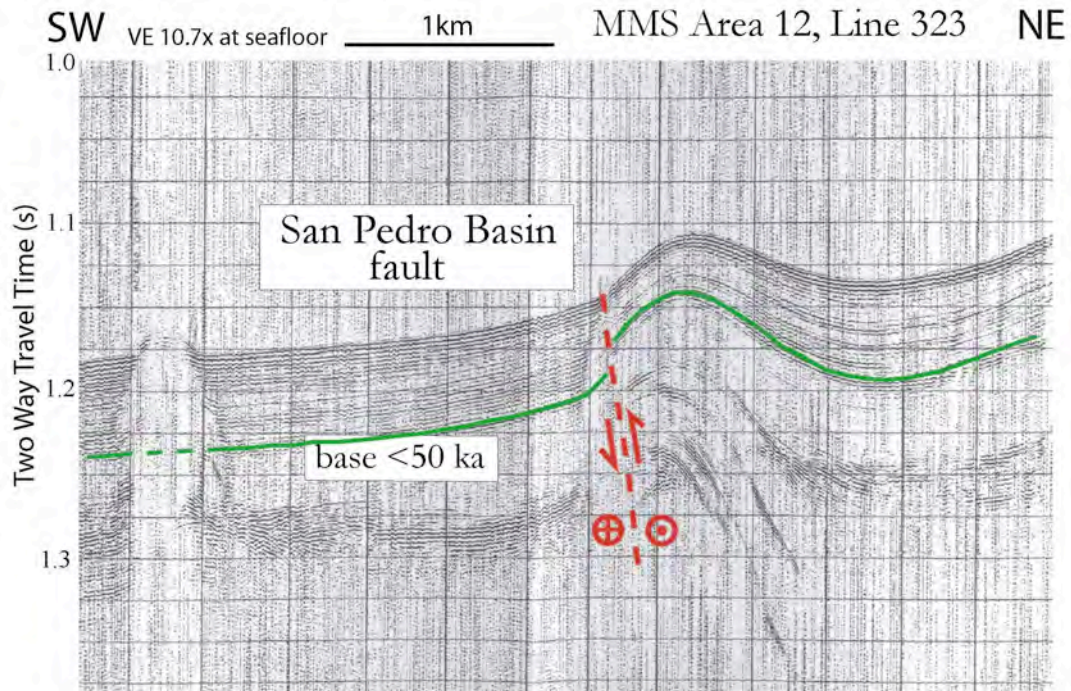 SW
VE 10.7x at seafloor
1km
MMS Area 12, Line 323
NE
1.0
1.1
1.2
1.3
Two Way Travel Time (s)
San Pedro Basin
fault
base <50 ka